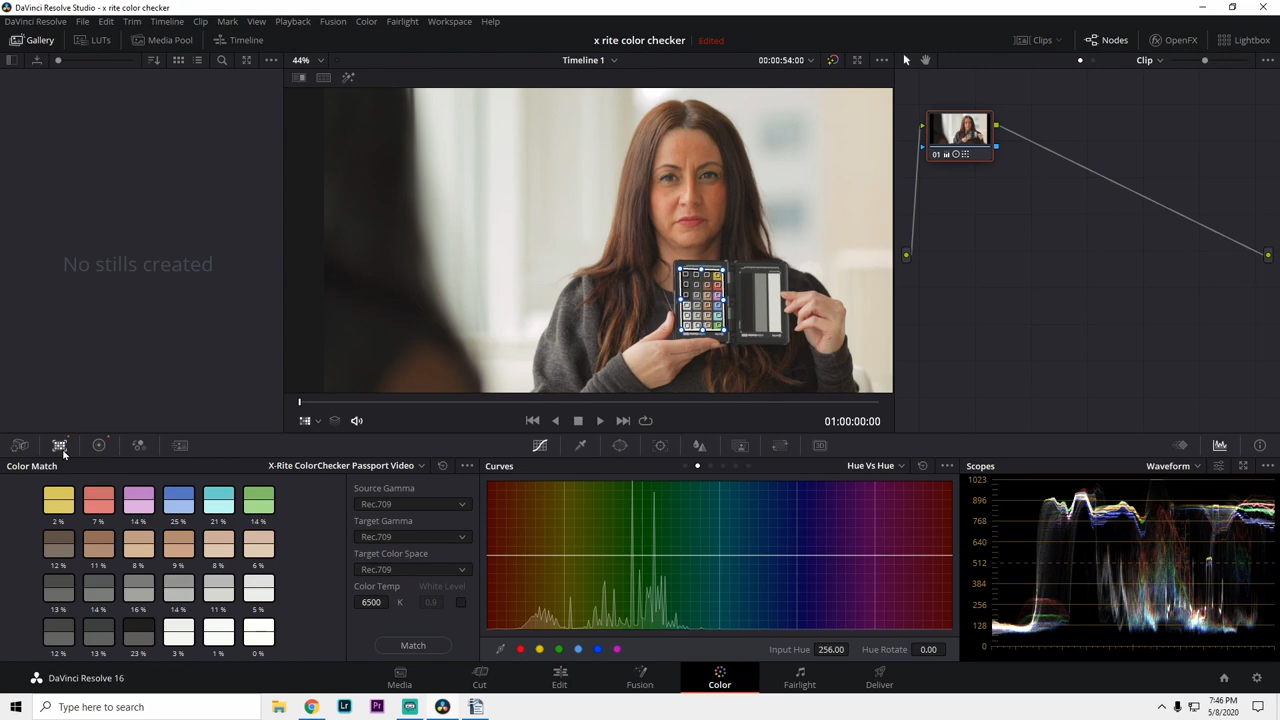 DaVinci Resolve Studio - x rite color checker
DaVinci Resolve File Edit Trim Timeline Clip Mark View Playback Fusion Color Fairlight Workspace Help
Gallery LUTs Media Pool Timeline x rite color checker Edited Clips Nodes OpenFX Lightbox
44% Timeline 1 00:00:54:00 Clip
No stills created
01
01:00:00:00
Color Match X-Rite ColorChecker Passport Video Curves Hue Vs Hue Scopes Waveform
2 % 7 % 14 % 25 % 21 % 14 %
12 % 11 % 8 % 9 % 8 % 6 %
13 % 14 % 16 % 14 % 11 % 5 %
12 % 13 % 23 % 3 % 1 % 0 %
Source Gamma
Rec.709
Target Gamma
Rec.709
Target Color Space
Rec.709
Color Temp White Level
6500 K 0.9
Match
Input Hue 256.00 Hue Rotate 0.00
1023
896
768
640
512
384
256
128
0
DaVinci Resolve 16
Media Cut Edit Fusion Color Fairlight Deliver
Type here to search
Lr Pr
7:46 PM
5/8/2020